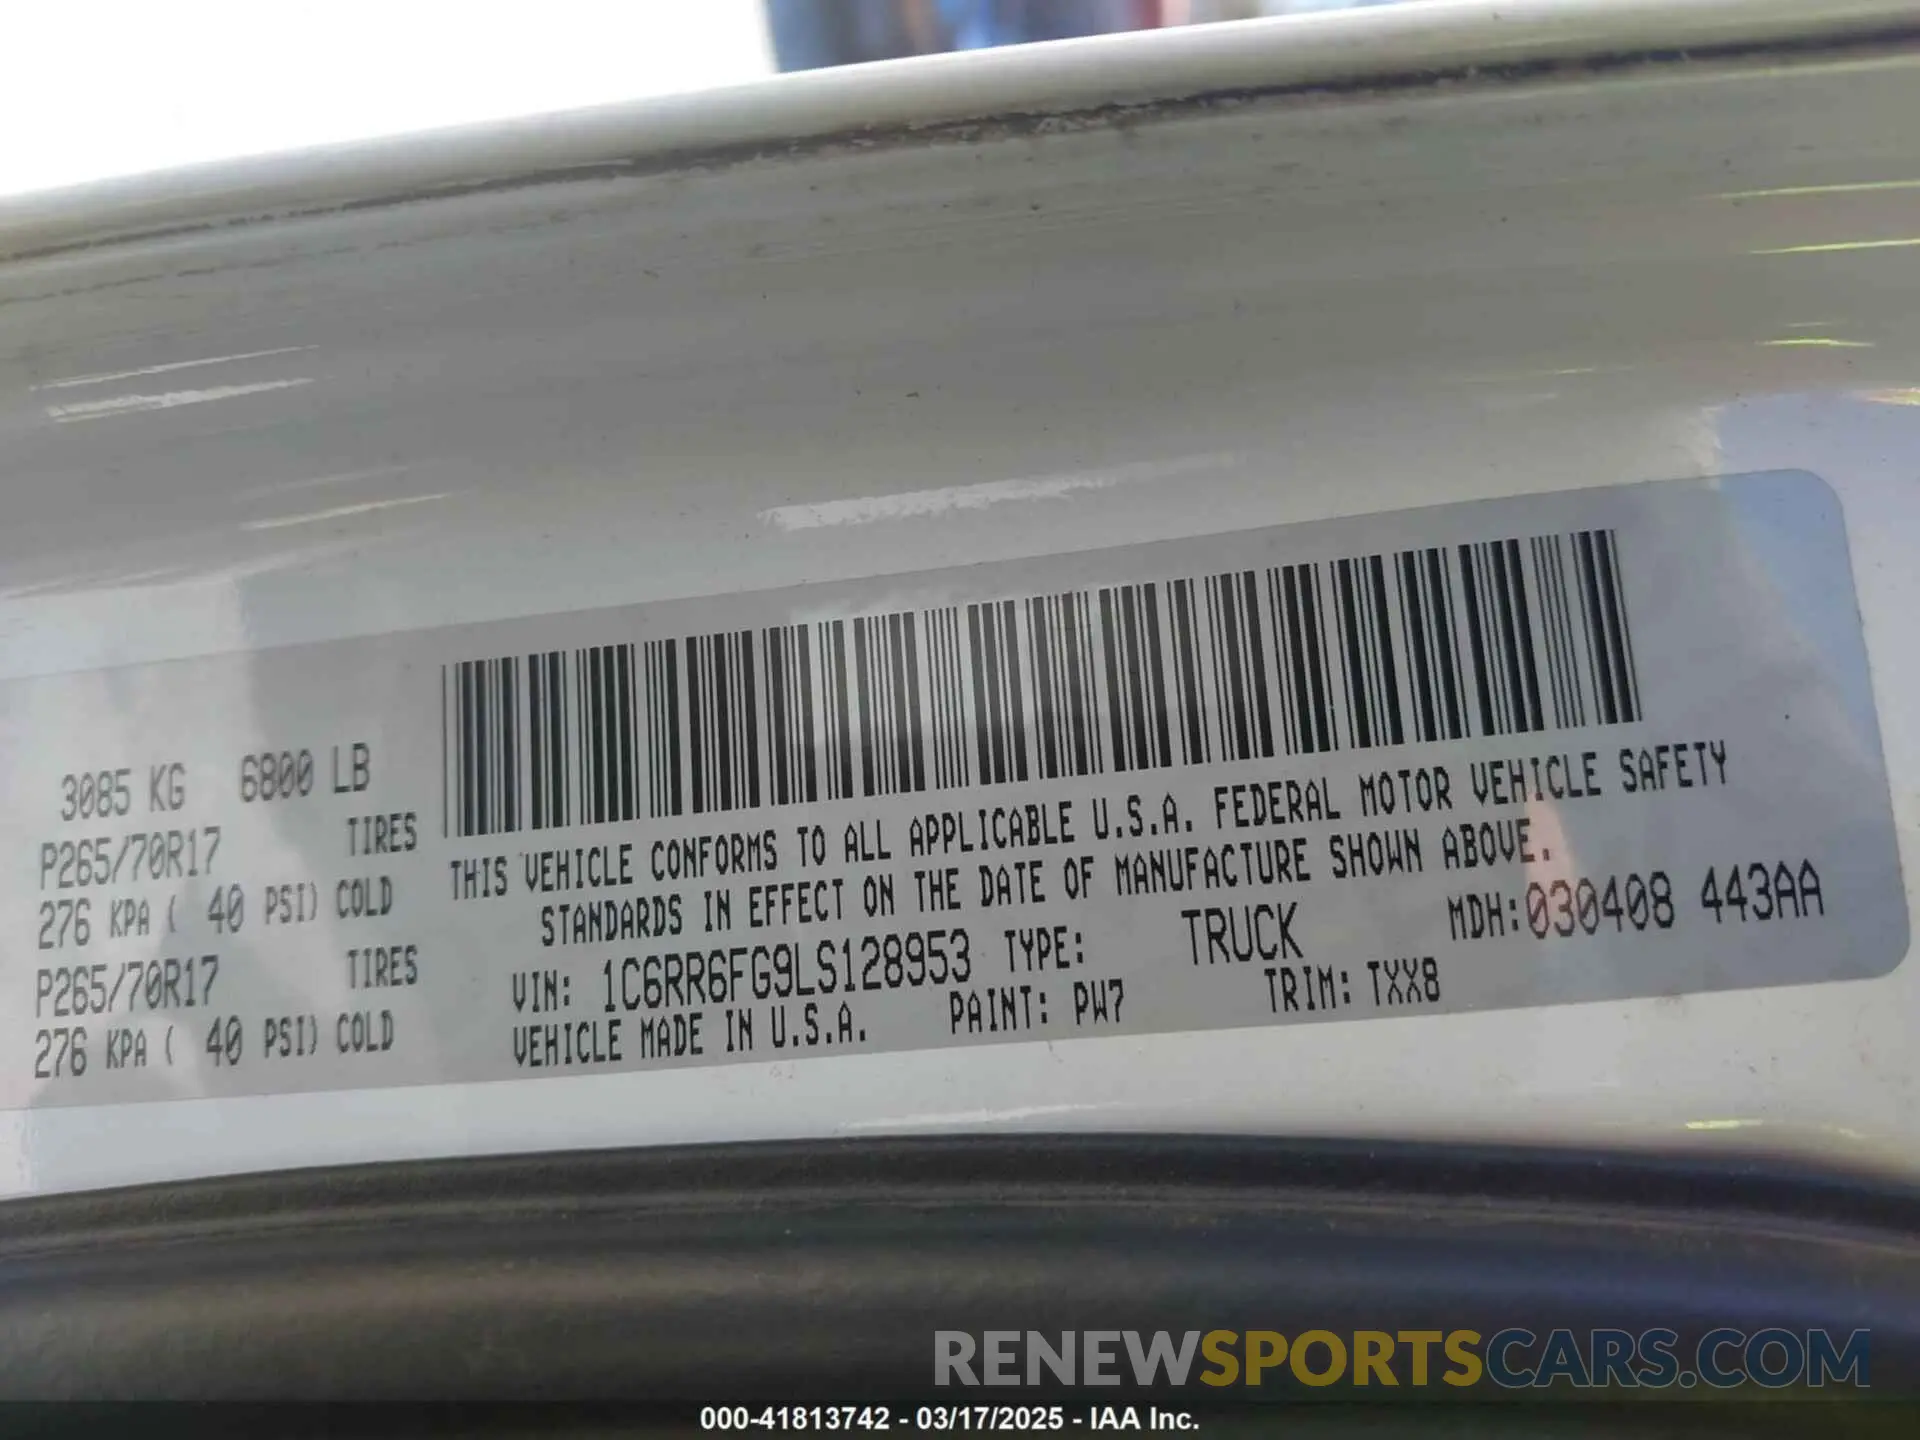 3085 KG 6800 LB
P265/70R17 TIRES
276 KPA ( 40 PSI) COLD
P265/70R17 TIRES
276 KPA ( 40 PSI) COLD
THIS VEHICLE CONFORMS TO ALL APPLICABLE U.S.A. FEDERAL MOTOR VEHICLE SAFETY
STANDARDS IN EFFECT ON THE DATE OF MANUFACTURE SHOWN ABOVE.
VIN: 1C6RR6FG9LS128953 TYPE: TRUCK MDH:030408 443AA
VEHICLE MADE IN U.S.A. PAINT: PW7 TRIM: TXX8
RENEWSPORTSCARS.COM
000-41813742 - 03/17/2025 - IAA Inc.